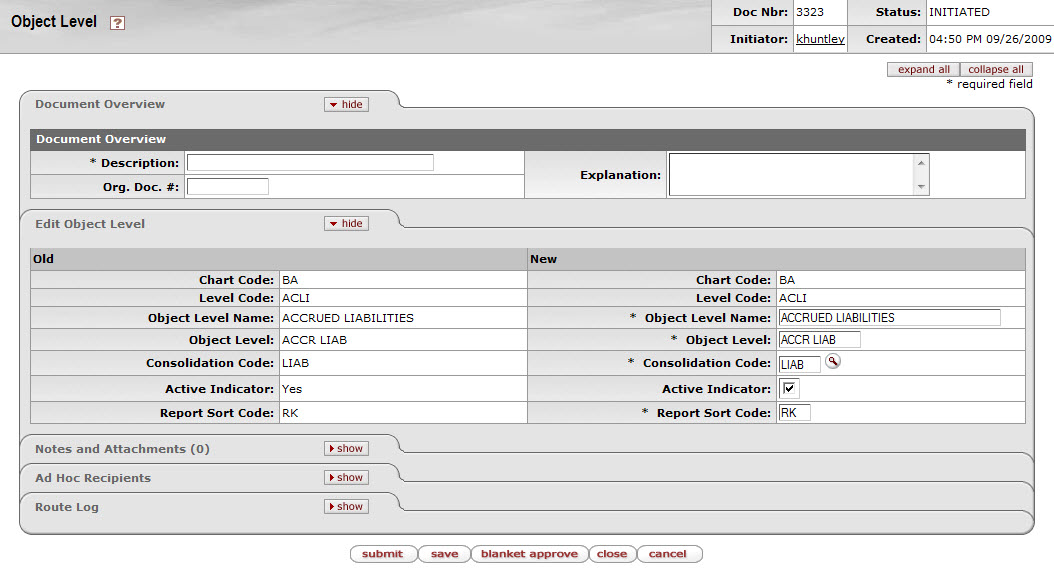 Object Level ?
Doc Nbr: 3323 Status: INITIATED
Initiator: khuntley Created: 04:50 PM 09/26/2009
expand all collapse all
* required field
Document Overview hide
Document Overview
* Description: Explanation:
Org. Doc. #:
Edit Object Level hide
Old New
Chart Code: BA Chart Code: BA
Level Code: ACLI Level Code: ACLI
Object Level Name: ACCRUED LIABILITIES * Object Level Name: ACCRUED LIABILITIES
Object Level: ACCR LIAB * Object Level: ACCR LIAB
Consolidation Code: LIAB * Consolidation Code: LIAB
Active Indicator: Yes Active Indicator:
Report Sort Code: RK * Report Sort Code: RK
Notes and Attachments (0) show
Ad Hoc Recipients show
Route Log show
submit save blanket approve close cancel